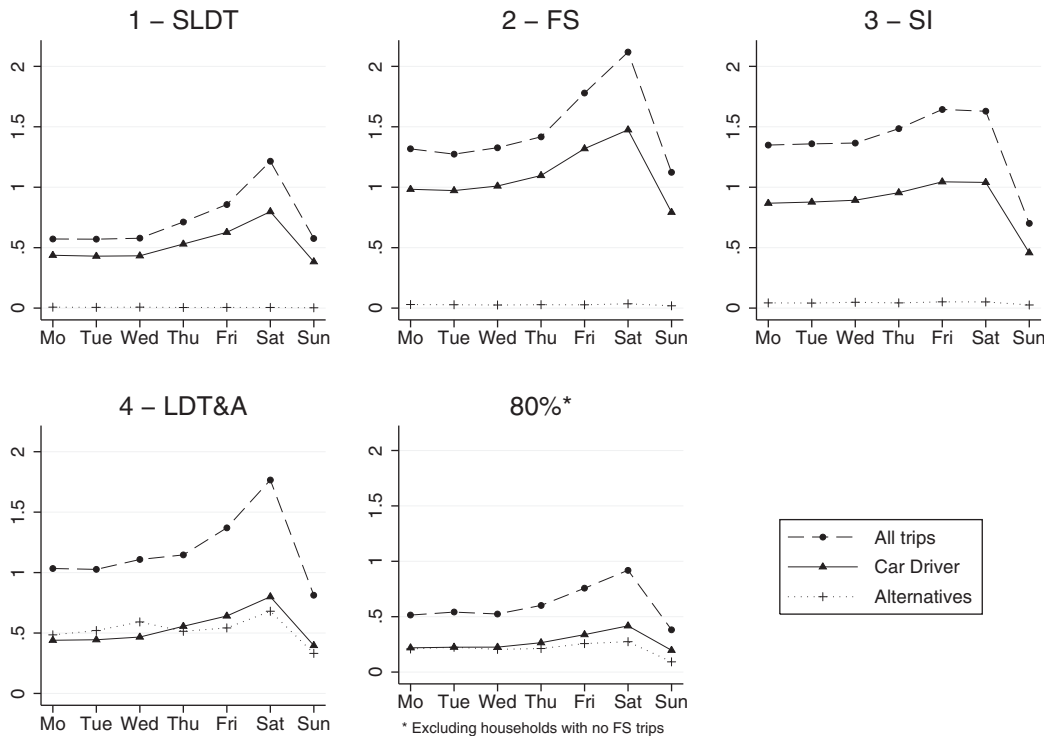 1 – SLDT
2
1.5
1
.5
0
Mo Tue Wed Thu Fri Sat Sun
2 – FS
2
1.5
1
.5
0
Mo Tue Wed Thu Fri Sat Sun
3 – SI
2
1.5
1
.5
0
Mo Tue Wed Thu Fri Sat Sun
4 – LDT&A
2
1.5
1
.5
0
Mo Tue Wed Thu Fri Sat Sun
80%*
2
1.5
1
.5
0
Mo Tue Wed Thu Fri Sat Sun
* Excluding households with no FS trips
All trips
Car Driver
Alternatives